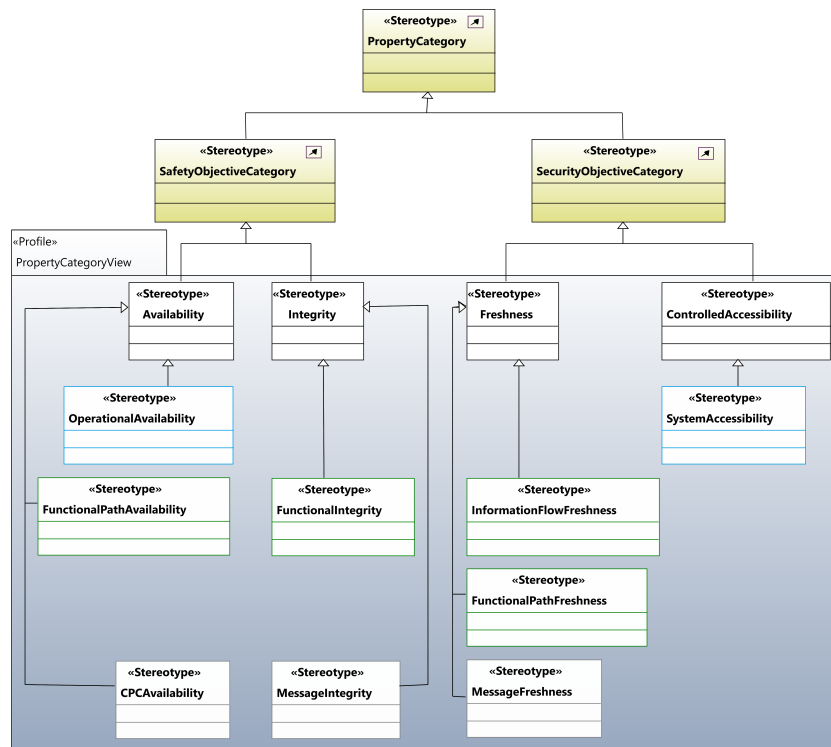 «Stereotype»
PropertyCategory
«Stereotype»
SafetyObjectiveCategory
«Stereotype»
SecurityObjectiveCategory
«Profile»
PropertyCategoryView
«Stereotype»
Availability
«Stereotype»
Integrity
«Stereotype»
Freshness
«Stereotype»
ControlledAccessibility
«Stereotype»
OperationalAvailability
«Stereotype»
SystemAccessibility
«Stereotype»
FunctionalPathAvailability
«Stereotype»
FunctionalIntegrity
«Stereotype»
InformationFlowFreshness
«Stereotype»
FunctionalPathFreshness
«Stereotype»
CPCAvailability
«Stereotype»
MessageIntegrity
«Stereotype»
MessageFreshness